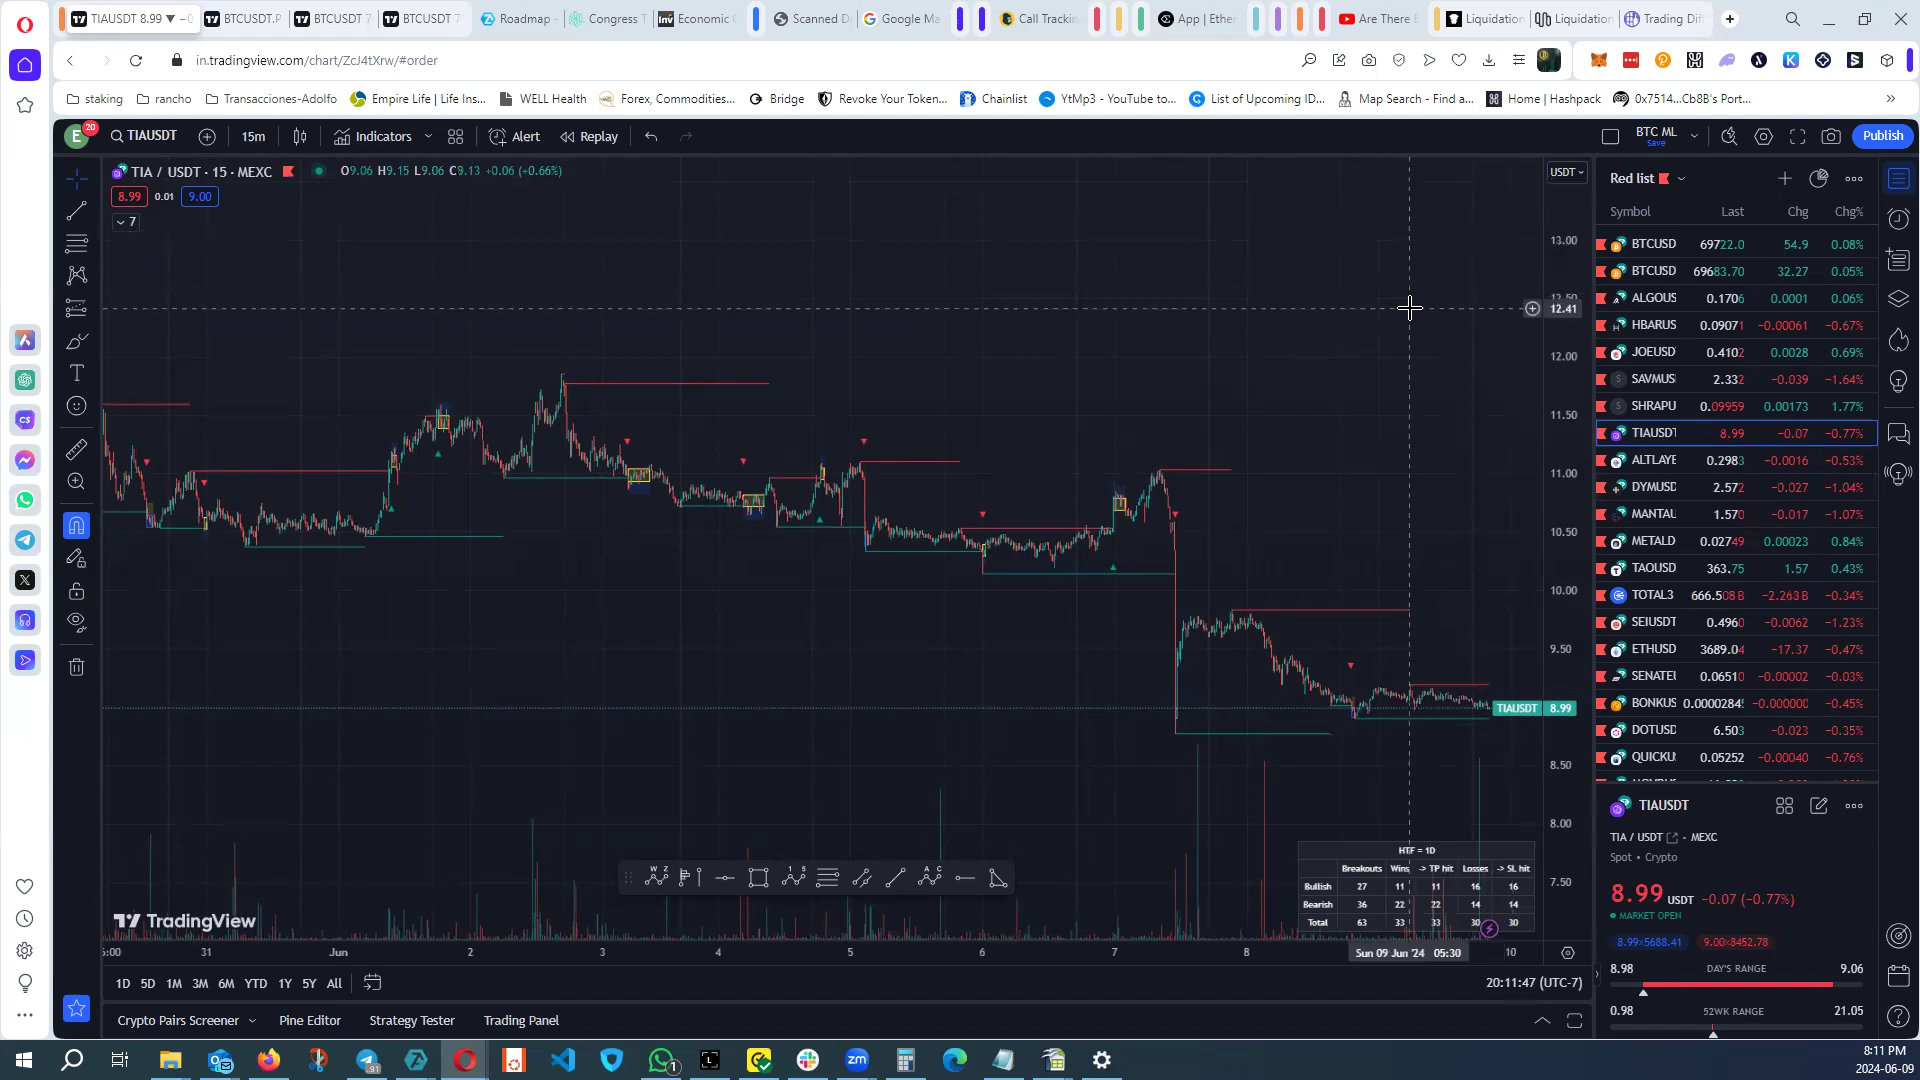 TIAUSDT 8.99 ▼ −0
BTCUSDT.P
BTCUSDT 7
BTCUSDT 7
Roadmap -
Congress T
Economic C
Scanned D
Google Ma
Call Trackin
App | Ether
Are There E
Liquidation
Liquidation
Trading Dif
in.tradingview.com/chart/ZcJ4tXrw/#order
staking
rancho
Transacciones-Adolfo
Empire Life | Life Ins...
WELL Health
Forex, Commodities...
Bridge
Revoke Your Token...
Chainlist
YtMp3 - YouTube to...
List of Upcoming ID...
Map Search - Find a...
Home | Hashpack
0x7514...Cb8B's Port...
E 20
TIAUSDT
15m
Indicators
Alert
Replay
BTC ML
Save
Publish
TIA / USDT · 15 · MEXC
O9.06 H9.15 L9.06 C9.13 +0.06 (+0.66%)
8.99 0.01 9.00
7
USDT
13.00
12.41
12.00
11.50
11.00
10.50
10.00
9.50
TIAUSDT 8.99
8.50
8.00
7.50
HTF = 1D
Breakouts Wins -> TP hit Losses -> SL hit
Bullish 27 11 11 16 16
Bearish 36 22 22 14 14
Total 63 33 33 30 30
TradingView
31 Jun 2 3 4 5 6 7 8 Sun 09 Jun '24 05:30 10
1D 5D 1M 3M 6M YTD 1Y 5Y All
20:11:47 (UTC-7)
Crypto Pairs Screener
Pine Editor
Strategy Tester
Trading Panel
Red list
Symbol Last Chg Chg%
BTCUSD 69722.0 54.9 0.08%
BTCUSD 69683.70 32.27 0.05%
ALGOUS 0.1706 0.0001 0.06%
HBARUS 0.09071 −0.00061 −0.67%
JOEUSD 0.4102 0.0028 0.69%
SAVMUS 2.332 −0.039 −1.64%
SHRAPU 0.09959 0.00173 1.77%
TIAUSDT 8.99 −0.07 −0.77%
ALTLAYE 0.2983 −0.0016 −0.53%
DYMUSD 2.572 −0.027 −1.04%
MANTAU 1.570 −0.017 −1.07%
METALD 0.02749 0.00023 0.84%
TAOUSD 363.75 1.57 0.43%
TOTAL3 666.508 B −2.263 B −0.34%
SEIUSDT 0.4960 −0.0062 −1.23%
ETHUSD 3689.04 −17.37 −0.47%
SENATEU 0.06510 −0.00002 −0.03%
BONKUS 0.0000284 −0.000000 −0.45%
DOTUSD 6.503 −0.023 −0.35%
QUICKU 0.05252 −0.00040 −0.76%
TIAUSDT
TIA / USDT · MEXC
Spot • Crypto
8.99 USDT −0.07 (−0.77%)
MARKET OPEN
8.99×5688.41 9.00×8452.78
8.98 DAY'S RANGE 9.06
0.98 52WK RANGE 21.05
8:11 PM
2024-06-09